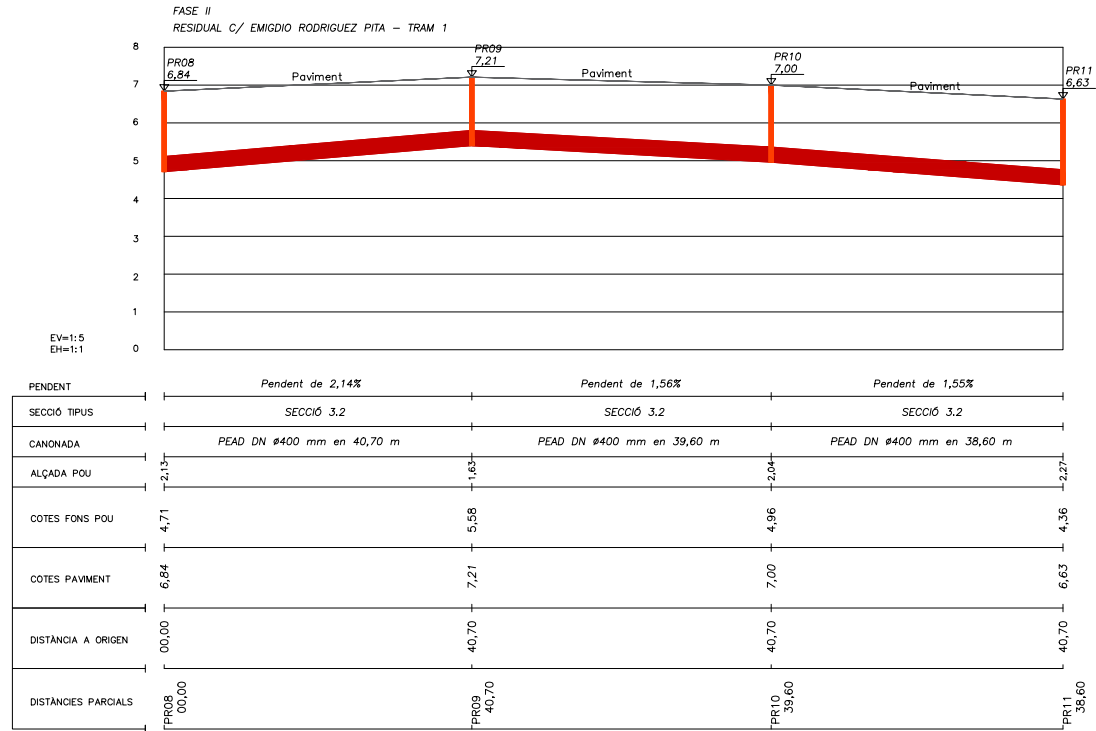 FASE II
RESIDUAL C/ EMIGDIO RODRIGUEZ PITA – TRAM 1
8
7
6
5
4
3
2
1
0
PR08
6,84
Paviment
PR09
7,21
Paviment
PR10
7,00
Paviment
PR11
6,63
EV=1:5
EH=1:1
PENDENT
Pendent de 2,14%
Pendent de 1,56%
Pendent de 1,55%
SECCIÓ TIPUS
SECCIÓ 3.2
SECCIÓ 3.2
SECCIÓ 3.2
CANONADA
PEAD DN ø400 mm en 40,70 m
PEAD DN ø400 mm en 39,60 m
PEAD DN ø400 mm en 38,60 m
ALÇADA POU
2,13
1,63
2,04
2,27
COTES FONS POU
4,71
5,58
4,96
4,36
COTES PAVIMENT
6,84
7,21
7,00
6,63
DISTÀNCIA A ORIGEN
00,00
40,70
40,70
40,70
DISTÀNCIES PARCIALS
PR08
00,00
PR09
40,70
PR10
39,60
PR11
38,60